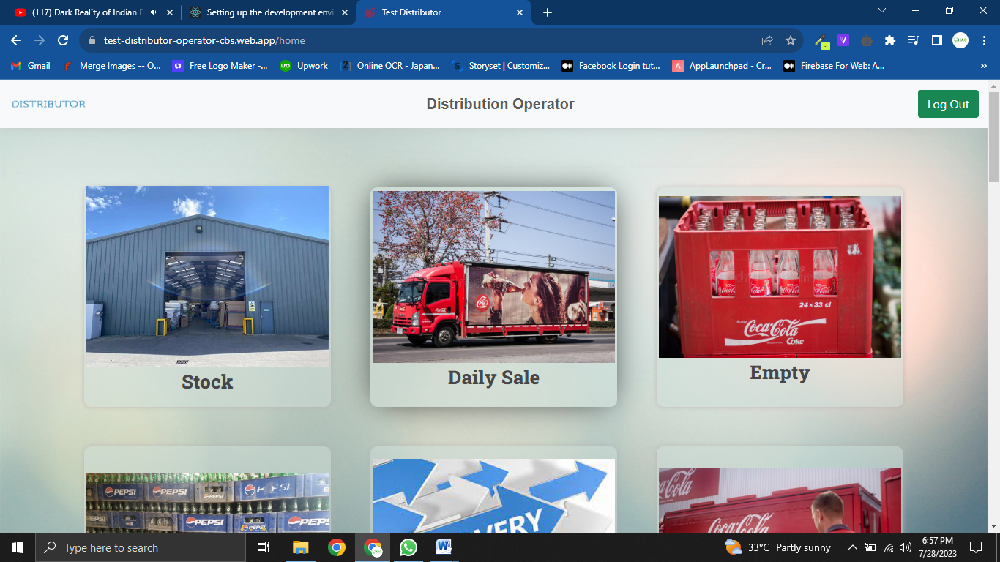 (117) Dark Reality of Indian E
Setting up the development envi
Test Distributor
test-distributor-operator-cbs.web.app/home
Gmail
Merge Images -- O...
Free Logo Maker -...
Upwork
Online OCR - Japan...
Storyset | Customiz...
Facebook Login tut...
AppLaunchpad - Cr...
Firebase For Web: A...
»
DISTRIBUTOR
Distribution Operator
Log Out
24×33 cl
Coca-Cola
Coke
Stock
Daily Sale
Empty
PEPSI PEPSI PEPSI PEPSI
PEPSI PEPSI PEPSI
VERY
Coca-Cola
Coca-Cola
Type here to search
33°C Partly sunny
6:57 PM
7/28/2023